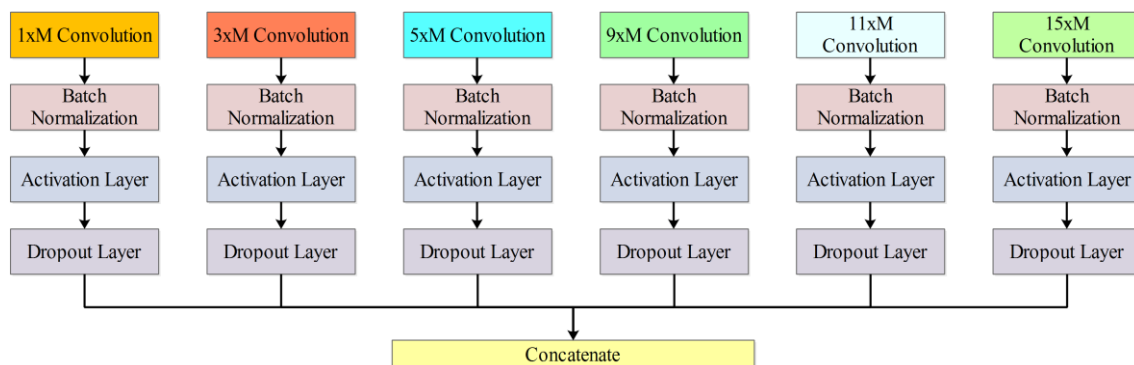 1xM Convolution
3xM Convolution
5xM Convolution
9xM Convolution
11xM
Convolution
15xM
Convolution
Batch
Normalization
Batch
Normalization
Batch
Normalization
Batch
Normalization
Batch
Normalization
Batch
Normalization
Activation Layer
Activation Layer
Activation Layer
Activation Layer
Activation Layer
Activation Layer
Dropout Layer
Dropout Layer
Dropout Layer
Dropout Layer
Dropout Layer
Dropout Layer
Concatenate